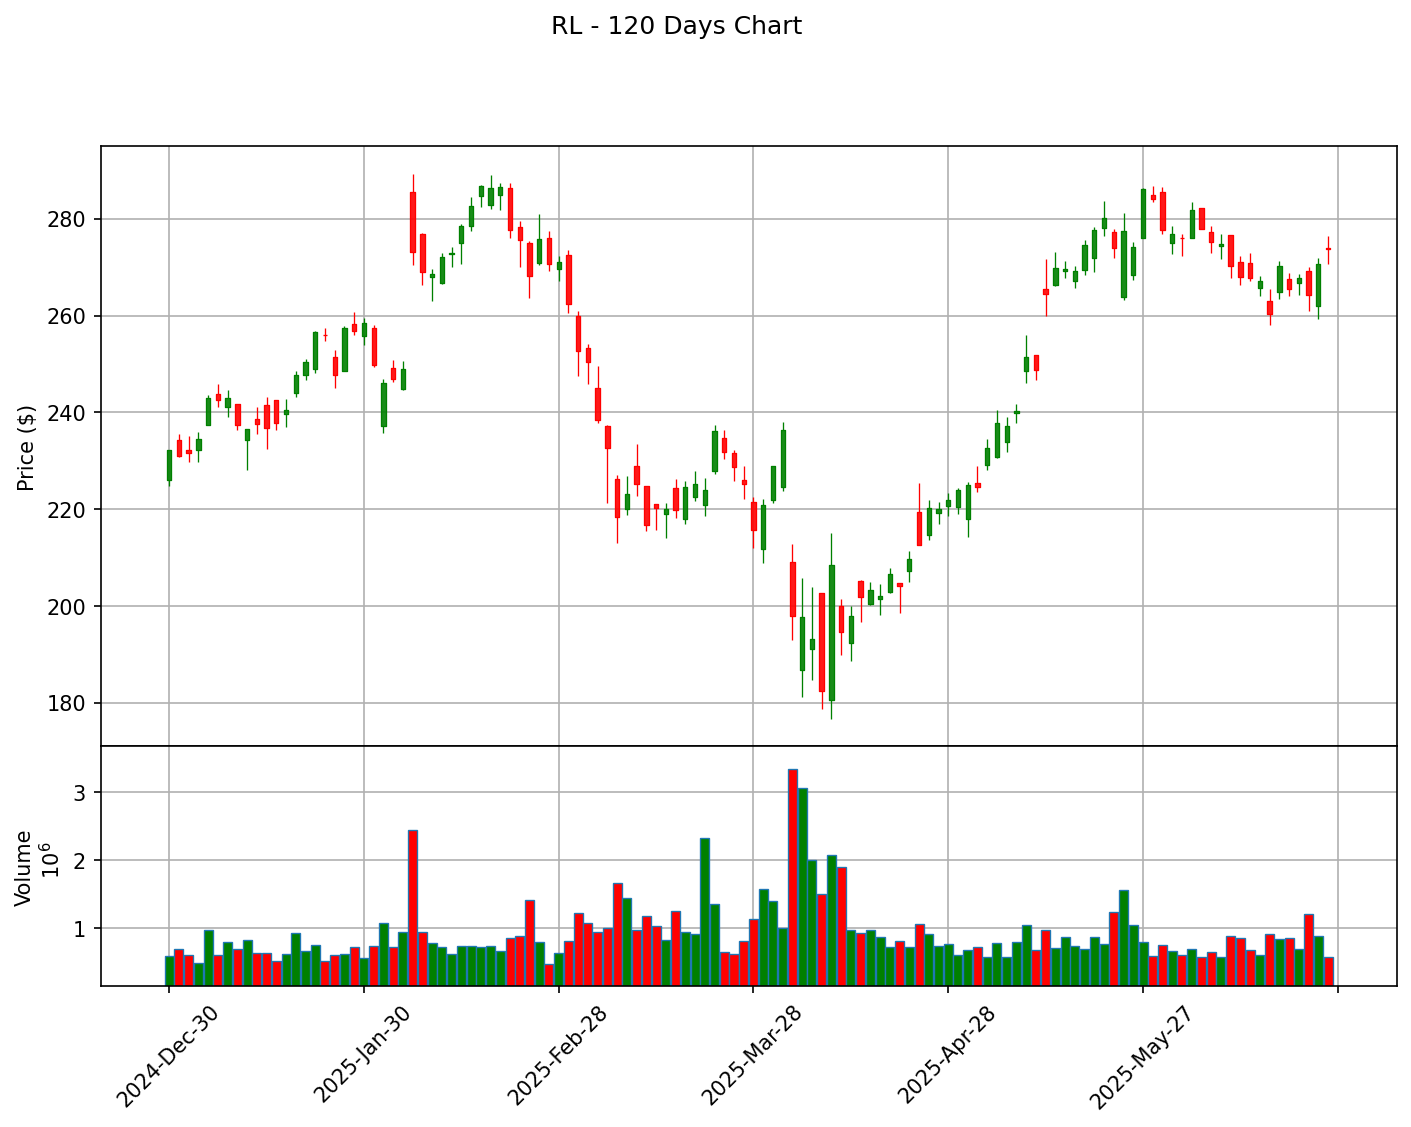 RL - 120 Days Chart
Price ($)
280
260
240
220
200
180
Volume
10^6
3
2
1
2024-Dec-30
2025-Jan-30
2025-Feb-28
2025-Mar-28
2025-Apr-28
2025-May-27